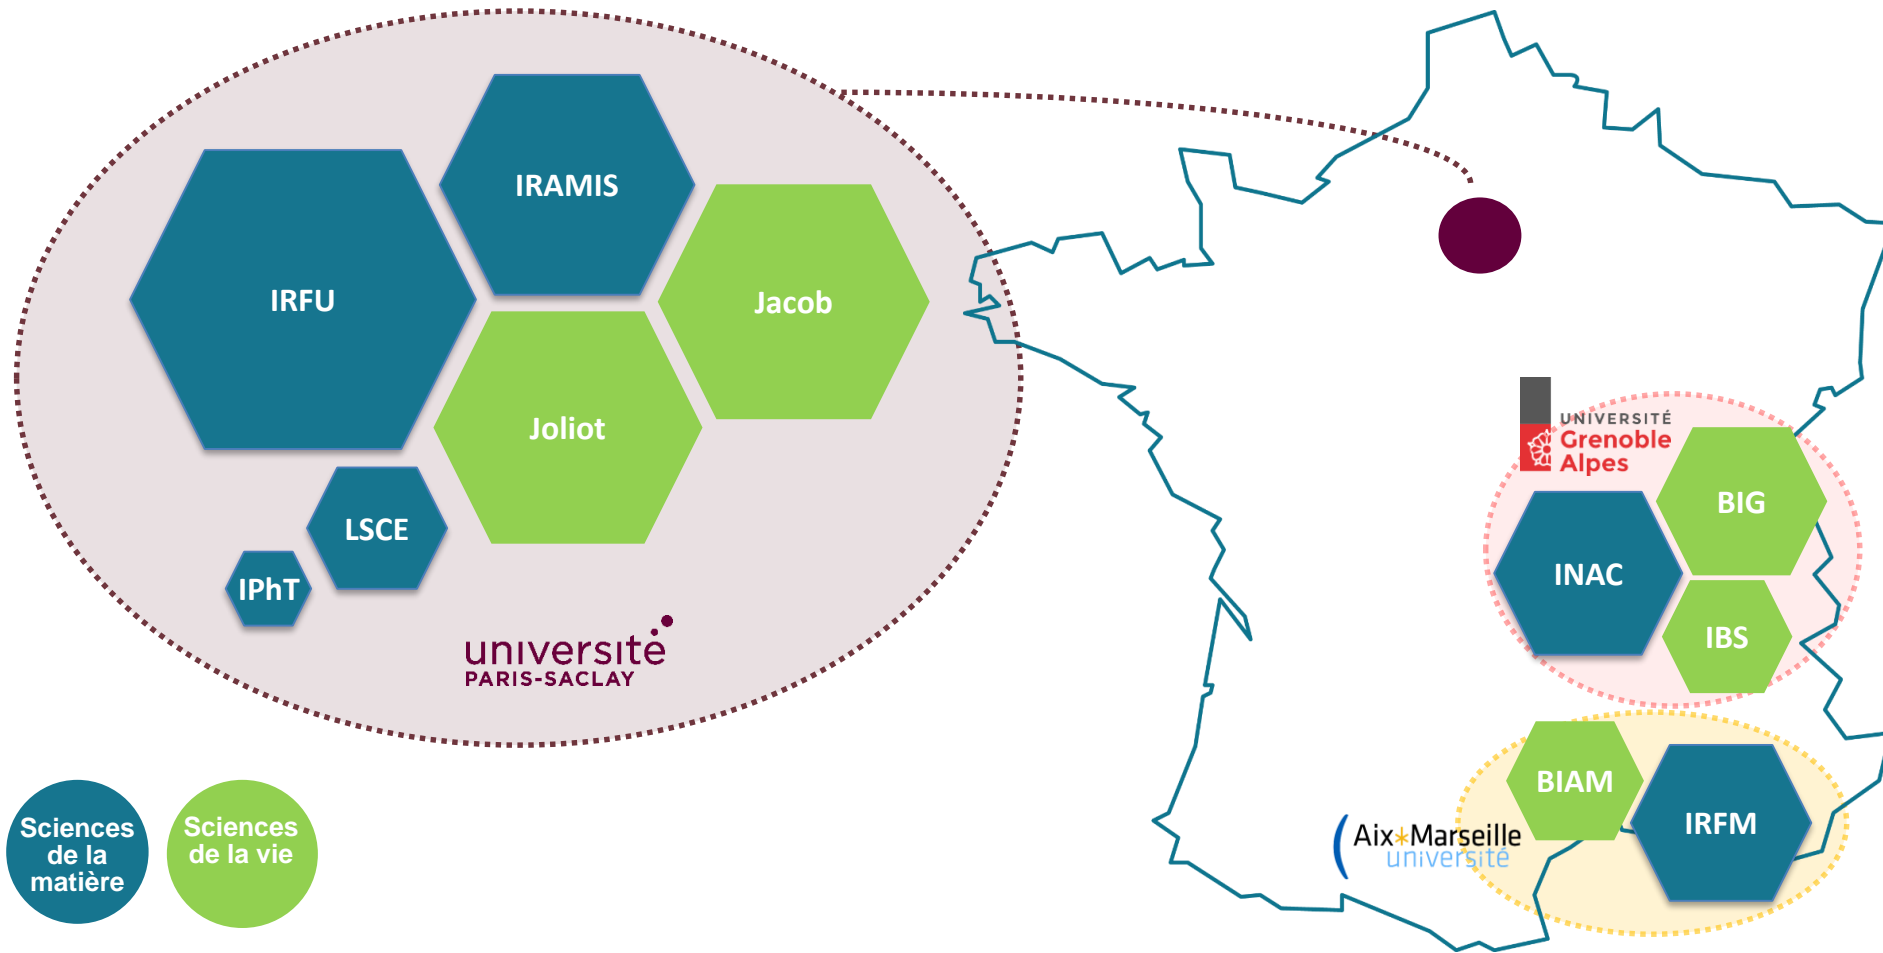 IRAMIS
IRFU
Jacob
Joliot
LSCE
IPhT
université
PARIS-SACLAY
UNIVERSITÉ
Grenoble
Alpes
BIG
INAC
IBS
BIAM
IRFM
Aix*Marseille
université
Sciences
de la
matière
Sciences
de la vie